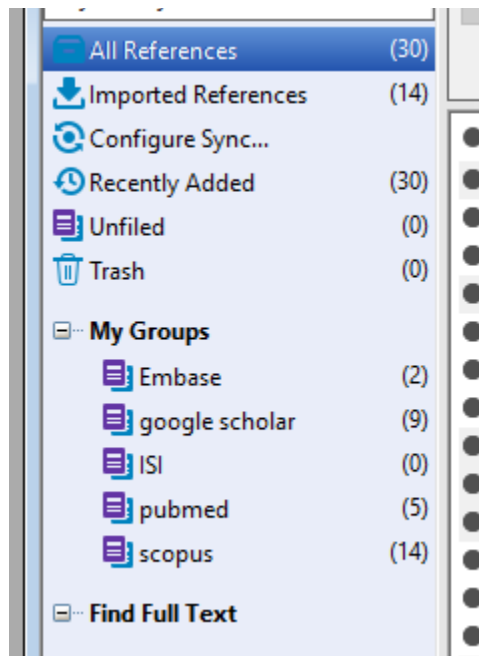 All References (30)
Imported References (14)
Configure Sync...
Recently Added (30)
Unfiled (0)
Trash (0)
My Groups
Embase (2)
google scholar (9)
ISI (0)
pubmed (5)
scopus (14)
Find Full Text